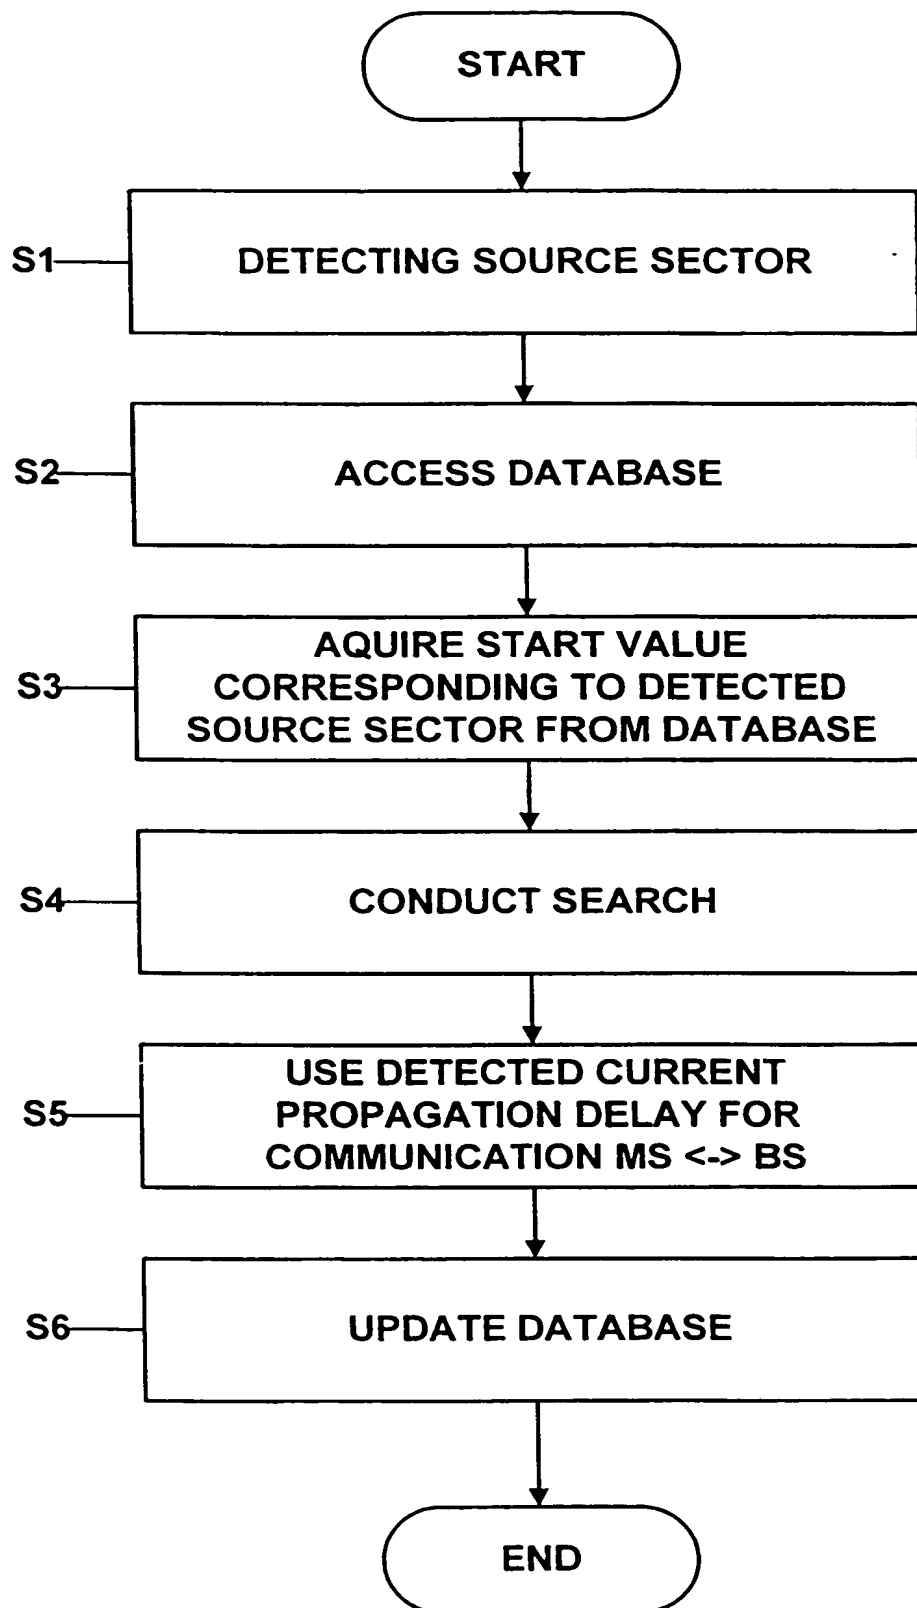 START
S1
DETECTING SOURCE SECTOR
S2
ACCESS DATABASE
S3
AQUIRE START VALUE
CORRESPONDING TO DETECTED
SOURCE SECTOR FROM DATABASE
S4
CONDUCT SEARCH
S5
USE DETECTED CURRENT
PROPAGATION DELAY FOR
COMMUNICATION MS <-> BS
S6
UPDATE DATABASE
END